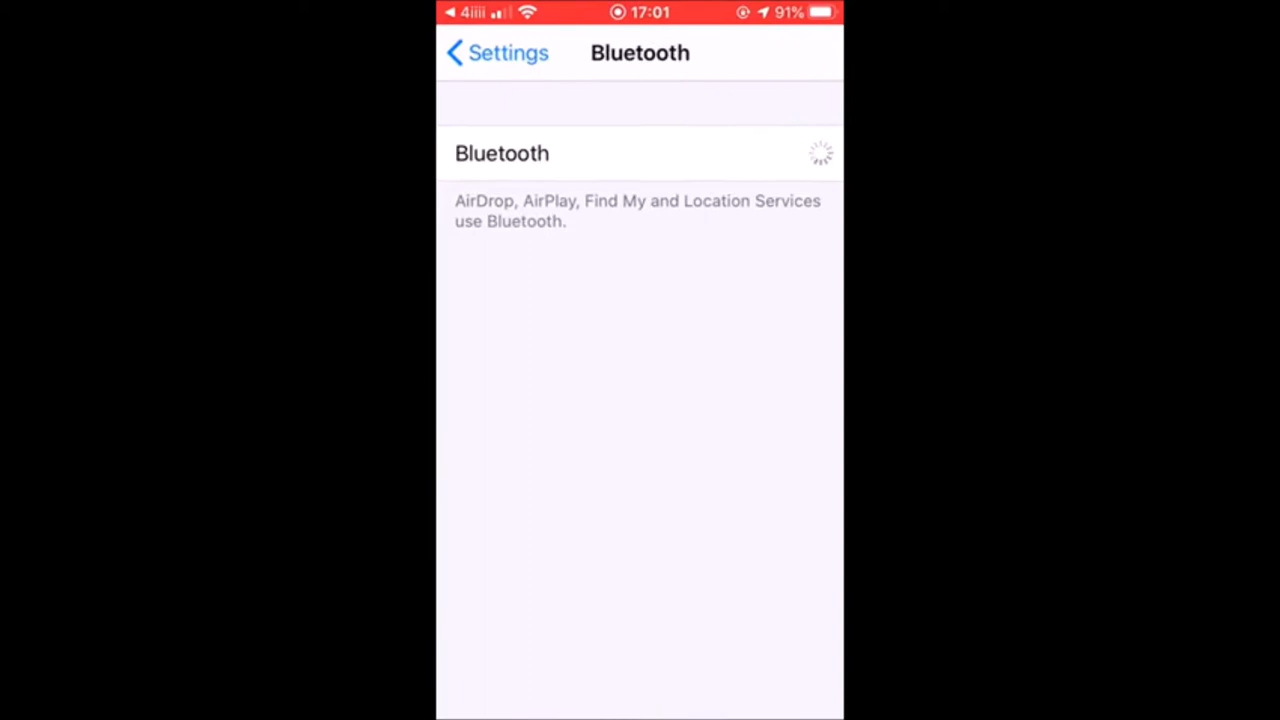 4iiii 17:01 91%
Settings Bluetooth
Bluetooth
AirDrop, AirPlay, Find My and Location Services
use Bluetooth.